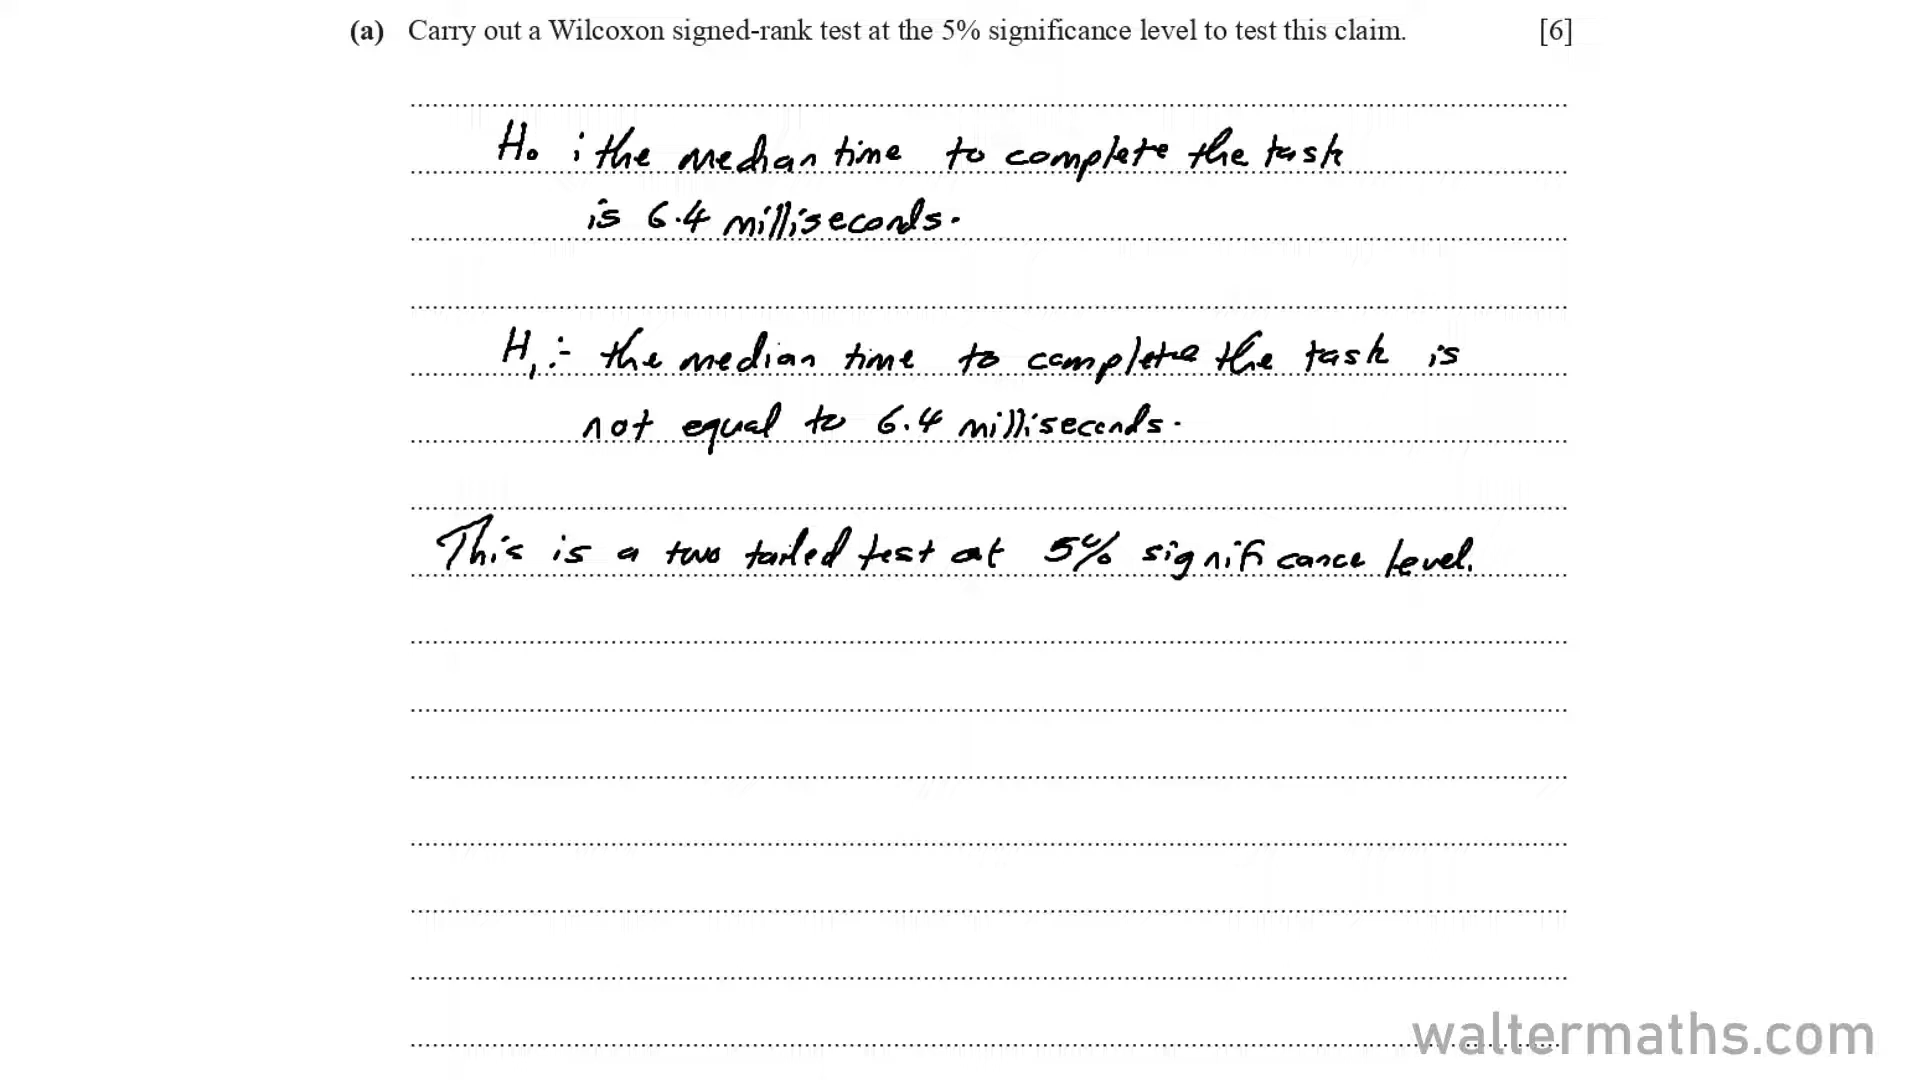 (a) Carry out a Wilcoxon signed-rank test at the 5% significance level to test this claim. [6]
H₀ : the median time to complete the task
is 6.4 milliseconds.
H₁ :- the median time to complete the task is
not equal to 6.4 milliseconds.
This is a two tailed test at 5% significance level.
waltermaths.com